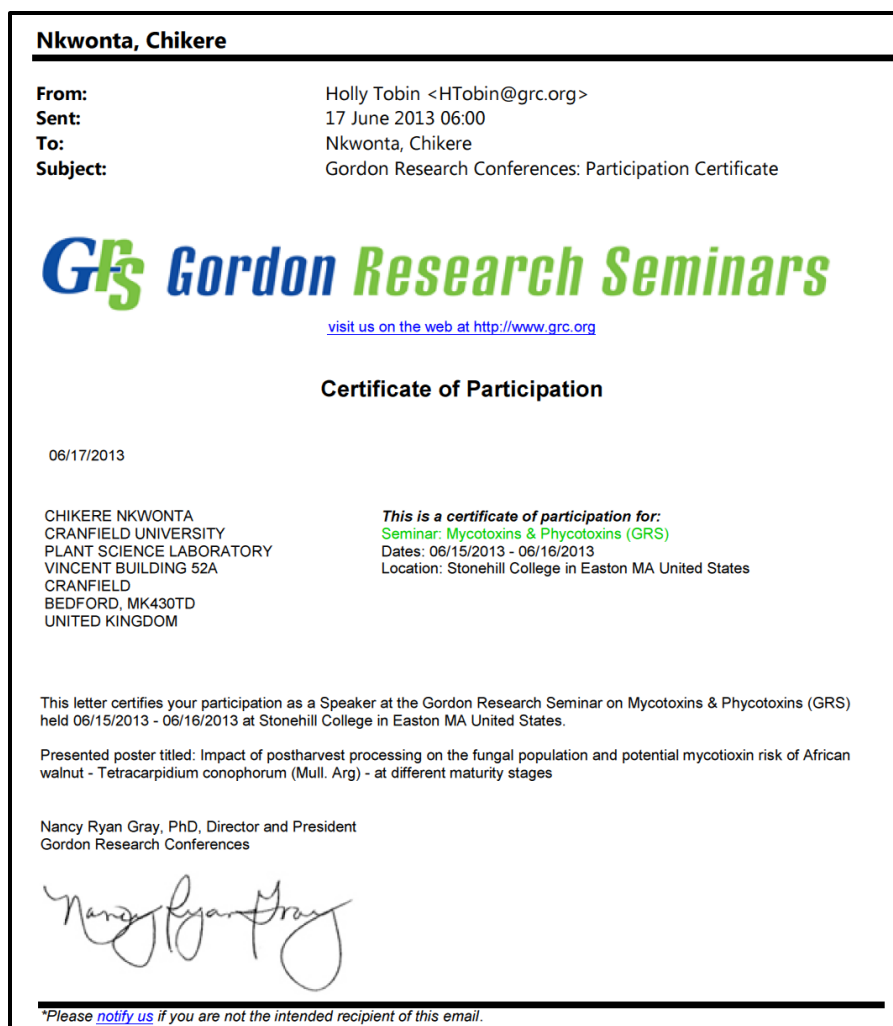 Nkwonta, Chikere
From: Holly Tobin <HTobin@grc.org>
Sent: 17 June 2013 06:00
To: Nkwonta, Chikere
Subject: Gordon Research Conferences: Participation Certificate
Grs Gordon Research Seminars
visit us on the web at http://www.grc.org
Certificate of Participation
06/17/2013
CHIKERE NKWONTA
CRANFIELD UNIVERSITY
PLANT SCIENCE LABORATORY
VINCENT BUILDING 52A
CRANFIELD
BEDFORD, MK430TD
UNITED KINGDOM
This is a certificate of participation for:
Seminar: Mycotoxins & Phycotoxins (GRS)
Dates: 06/15/2013 - 06/16/2013
Location: Stonehill College in Easton MA United States
This letter certifies your participation as a Speaker at the Gordon Research Seminar on Mycotoxins & Phycotoxins (GRS)
held 06/15/2013 - 06/16/2013 at Stonehill College in Easton MA United States.
Presented poster titled: Impact of postharvest processing on the fungal population and potential mycotioxin risk of African
walnut - Tetracarpidium conophorum (Mull. Arg) - at different maturity stages
Nancy Ryan Gray, PhD, Director and President
Gordon Research Conferences
Nancy Ryan Gray
*Please notify us if you are not the intended recipient of this email.